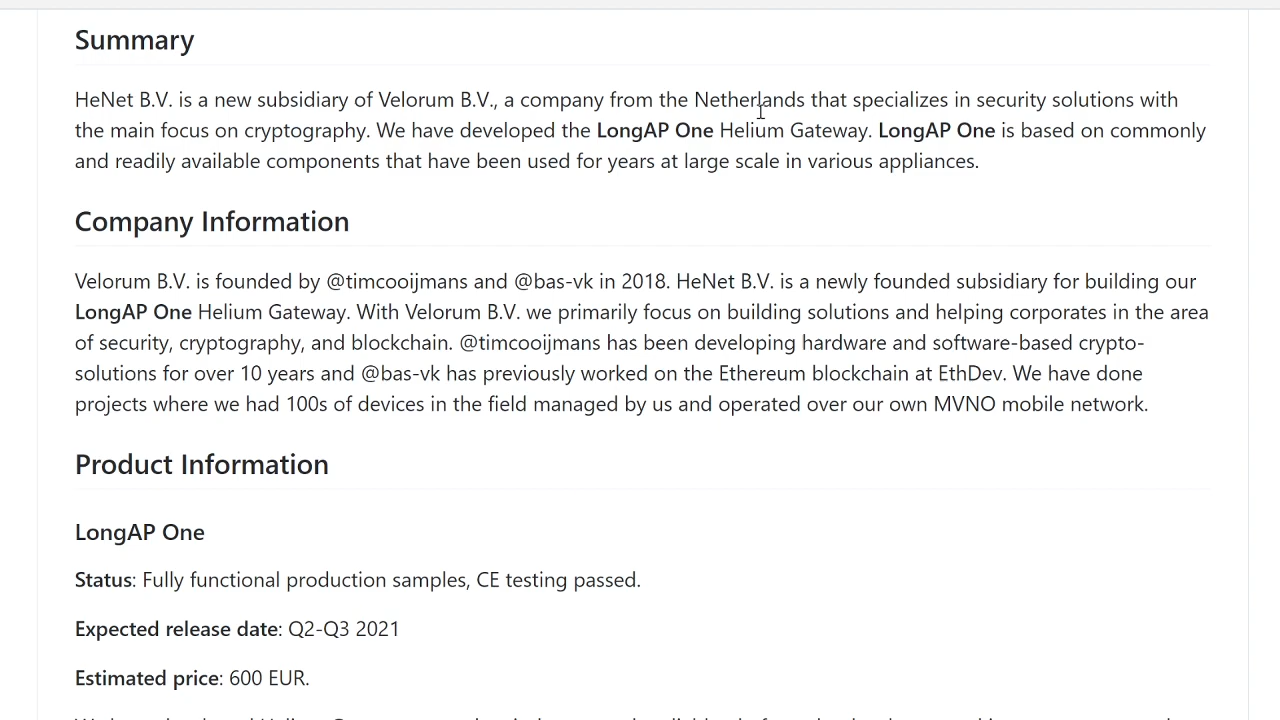 Summary
HeNet B.V. is a new subsidiary of Velorum B.V., a company from the Netherlands that specializes in security solutions with
the main focus on cryptography. We have developed the LongAP One Helium Gateway. LongAP One is based on commonly
and readily available components that have been used for years at large scale in various appliances.
Company Information
Velorum B.V. is founded by @timcooijmans and @bas-vk in 2018. HeNet B.V. is a newly founded subsidiary for building our
LongAP One Helium Gateway. With Velorum B.V. we primarily focus on building solutions and helping corporates in the area
of security, cryptography, and blockchain. @timcooijmans has been developing hardware and software-based crypto-
solutions for over 10 years and @bas-vk has previously worked on the Ethereum blockchain at EthDev. We have done
projects where we had 100s of devices in the field managed by us and operated over our own MVNO mobile network.
Product Information
LongAP One
Status: Fully functional production samples, CE testing passed.
Expected release date: Q2-Q3 2021
Estimated price: 600 EUR.